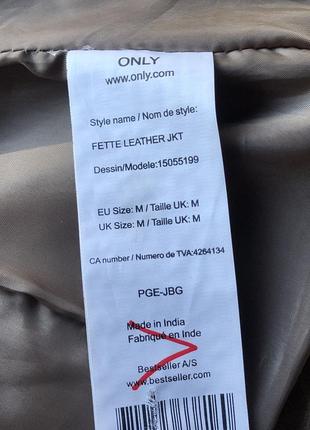 ONLY
www.only.com
Style name / Nom de style:
FETTE LEATHER JKT
Dessin/Modele:15055199
EU Size: M / Taille UK: M
UK Size: M / Taille UK: M
CA number / Numero de TVA:4264134
PGE-JBG
Made in India
Fabriqué en Inde
Bestseller A/S
www.bestseller.com